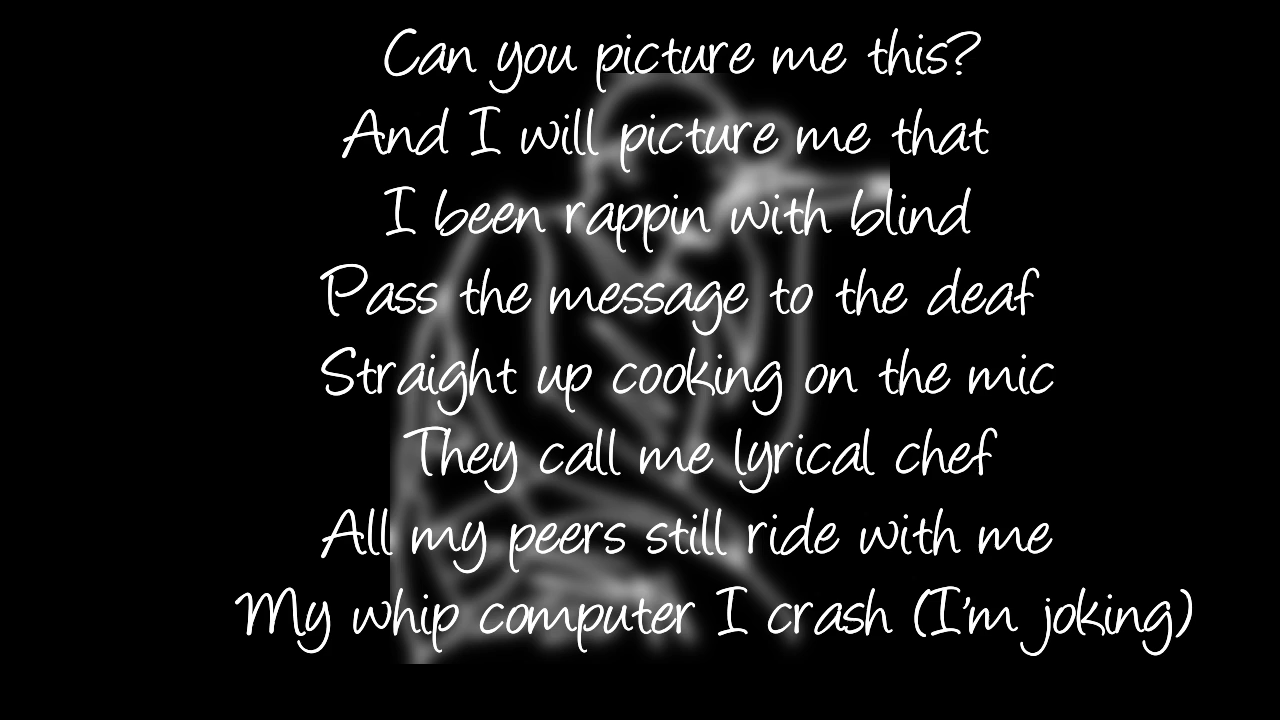 Can you picture me this?
And I will picture me that
I been rappin with blind
Pass the message to the deaf
Straight up cooking on the mic
They call me lyrical chef
All my peers still ride with me
My whip computer I crash (I'm joking)